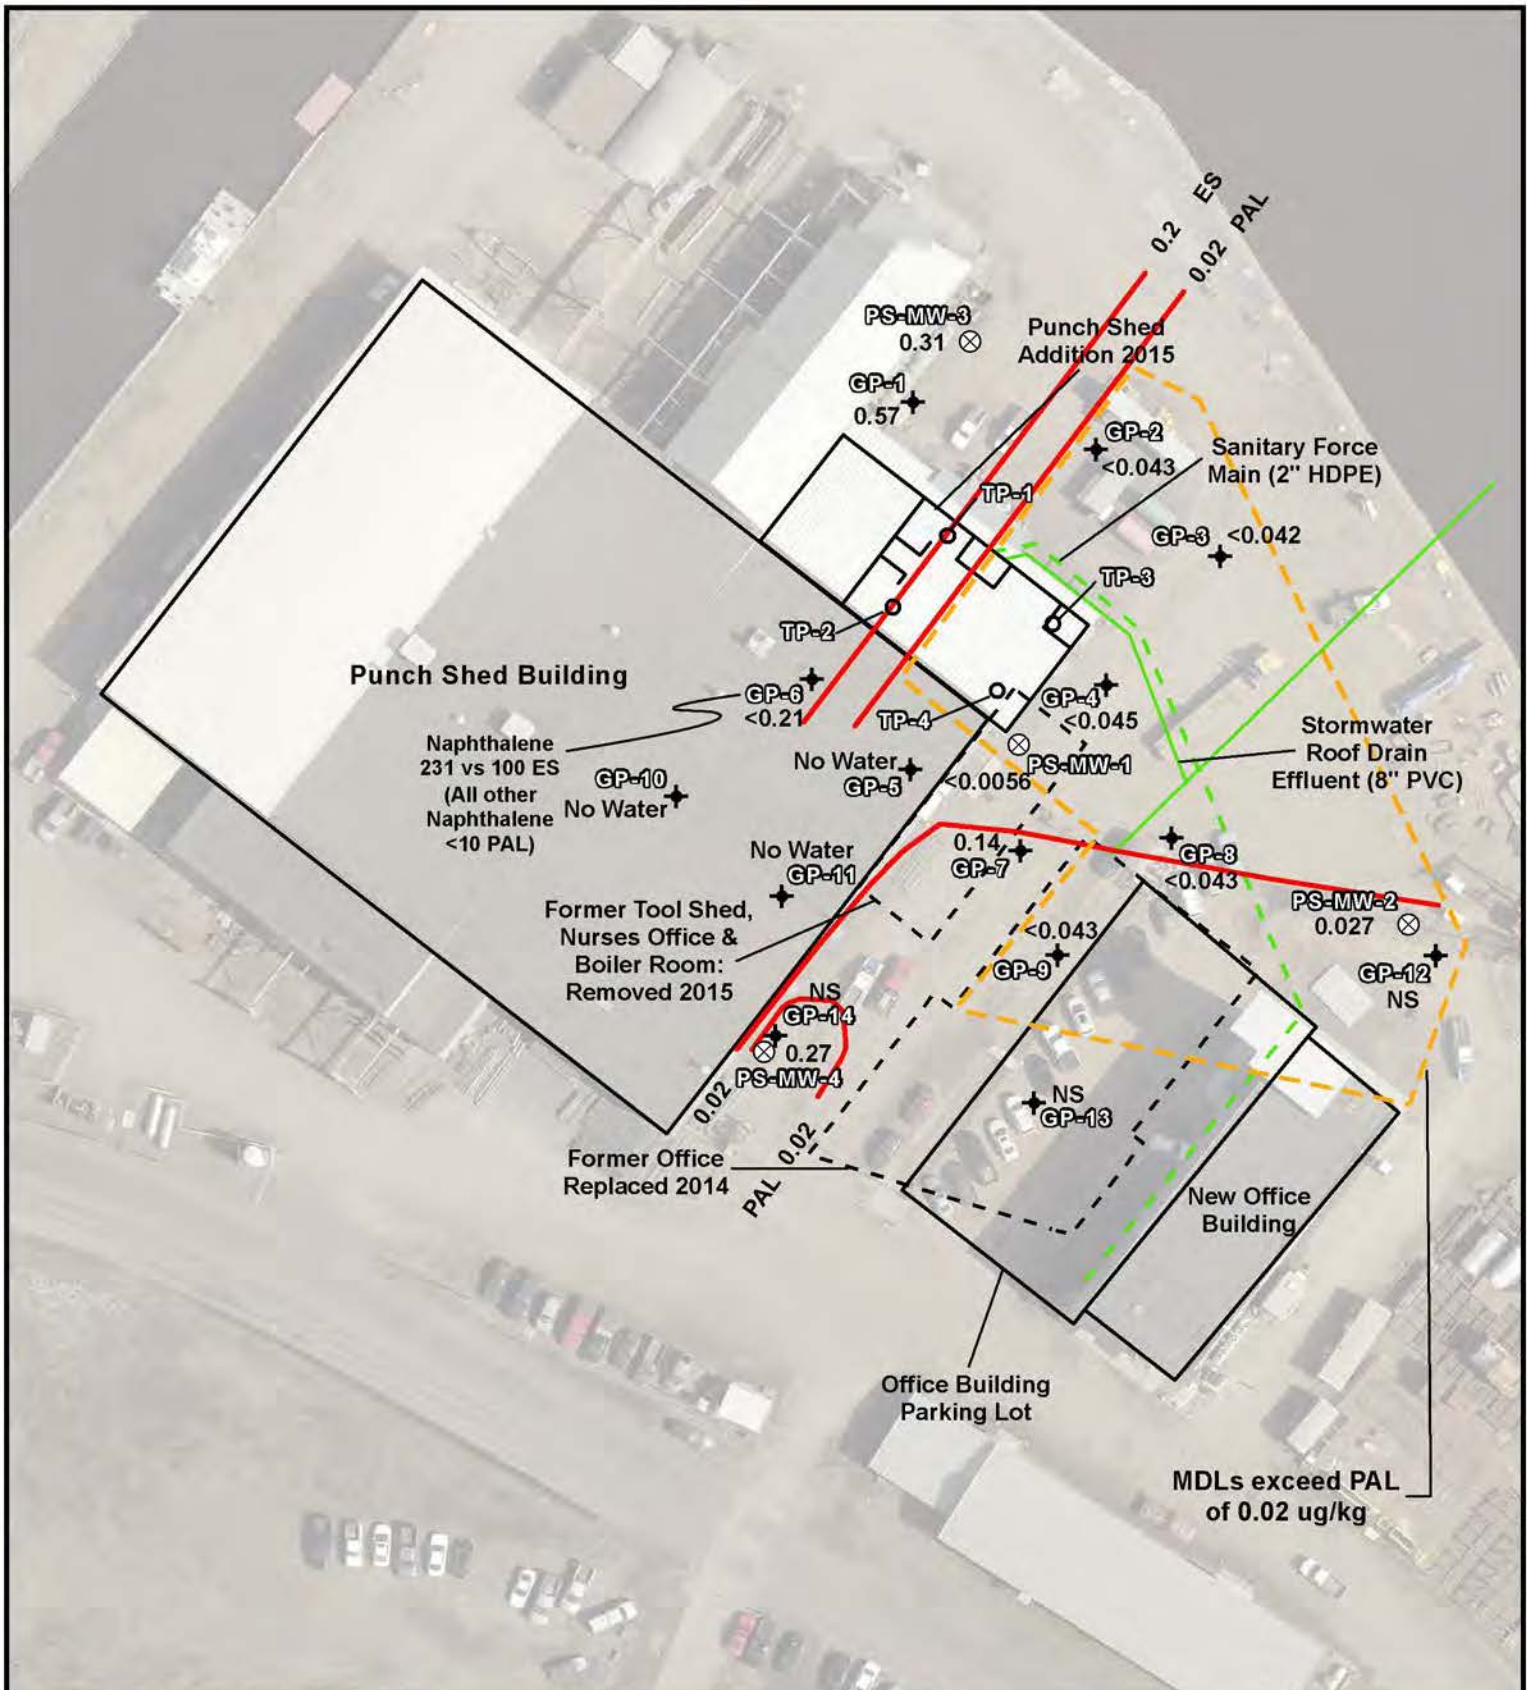 0.2 ES
0.02 PAL
PS-MW-3
0.31
Punch Shed
Addition 2015
GP-1
0.57
GP-2
<0.043
Sanitary Force
Main (2" HDPE)
TP-1
GP-3 <0.042
TP-3
TP-2
Punch Shed Building
GP-6
<0.21
GP-4
<0.045
TP-4
Naphthalene
231 vs 100 ES
(All other
Naphthalene
<10 PAL)
Stormwater
Roof Drain
Effluent (8" PVC)
No Water
GP-5
PS-MW-1
<0.0056
GP-10
No Water
0.14
GP-7
No Water
GP-11
GP-8
<0.043
PS-MW-2
0.027
Former Tool Shed,
Nurses Office &
Boiler Room:
Removed 2015
<0.043
GP-9
GP-12
NS
NS
GP-14
0.27
PS-MW-4
0.02
NS
GP-13
PAL 0.02
Former Office
Replaced 2014
New Office
Building
Office Building
Parking Lot
MDLs exceed PAL
of 0.02 ug/kg